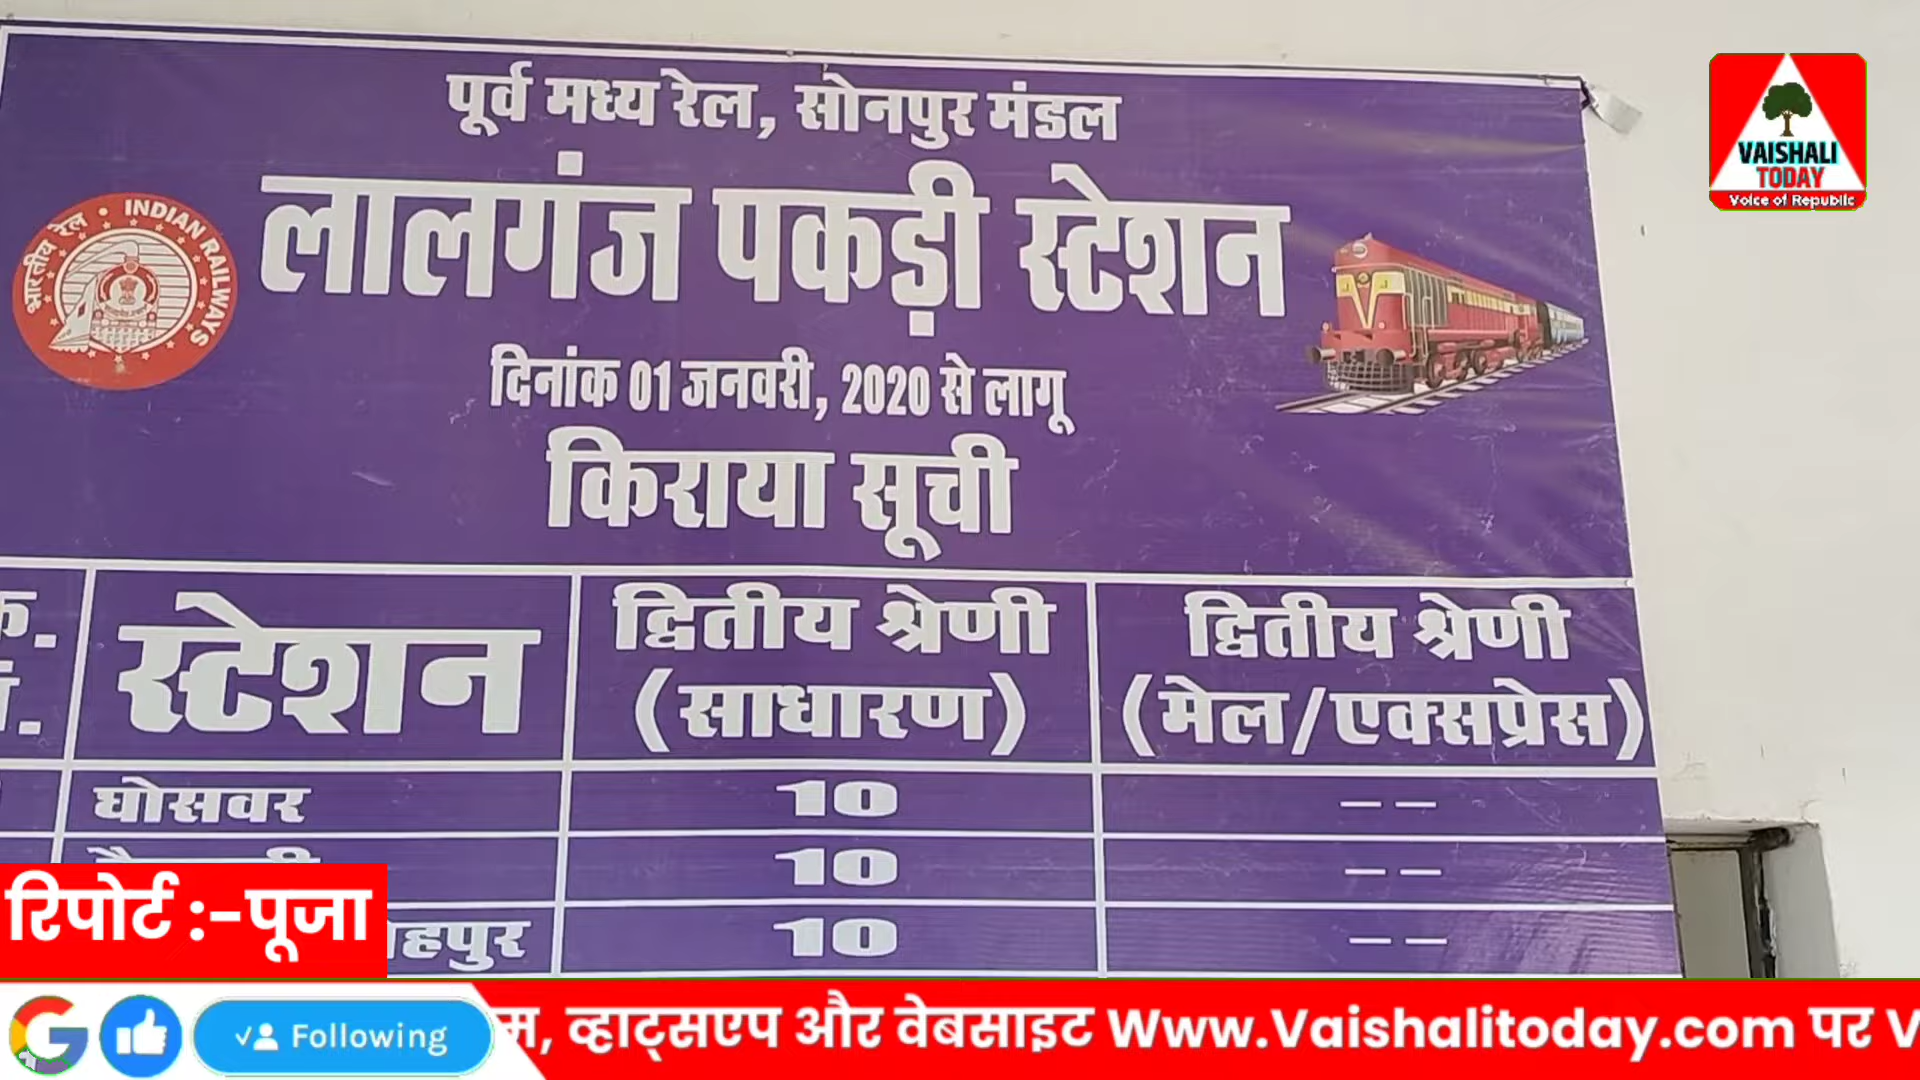 पूर्व मध्य रेल, सोनपुर मंडल
लालगंज पकड़ी स्टेशन
भारतीय रेल • INDIAN RAILWAYS
दिनांक 01 जनवरी, 2020 से लागू
किराया सूची
स्टेशन
द्वितीय श्रेणी
(साधारण)
द्वितीय श्रेणी
(मेल/एक्सप्रेस)
घोसवर 10 – –
10 – –
10 – –
VAISHALI
TODAY
Voice of Republic
रिपोर्ट :-पूजा
Following
व्हाट्सएप और वेबसाइट Www.Vaishalitoday.com पर